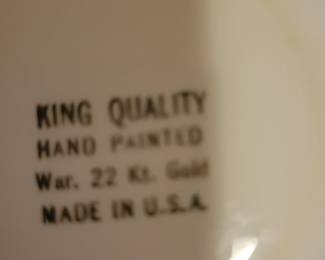 KING QUALITY
HAND PAINTED
War. 22 Kt. Gold
MADE IN U.S.A.